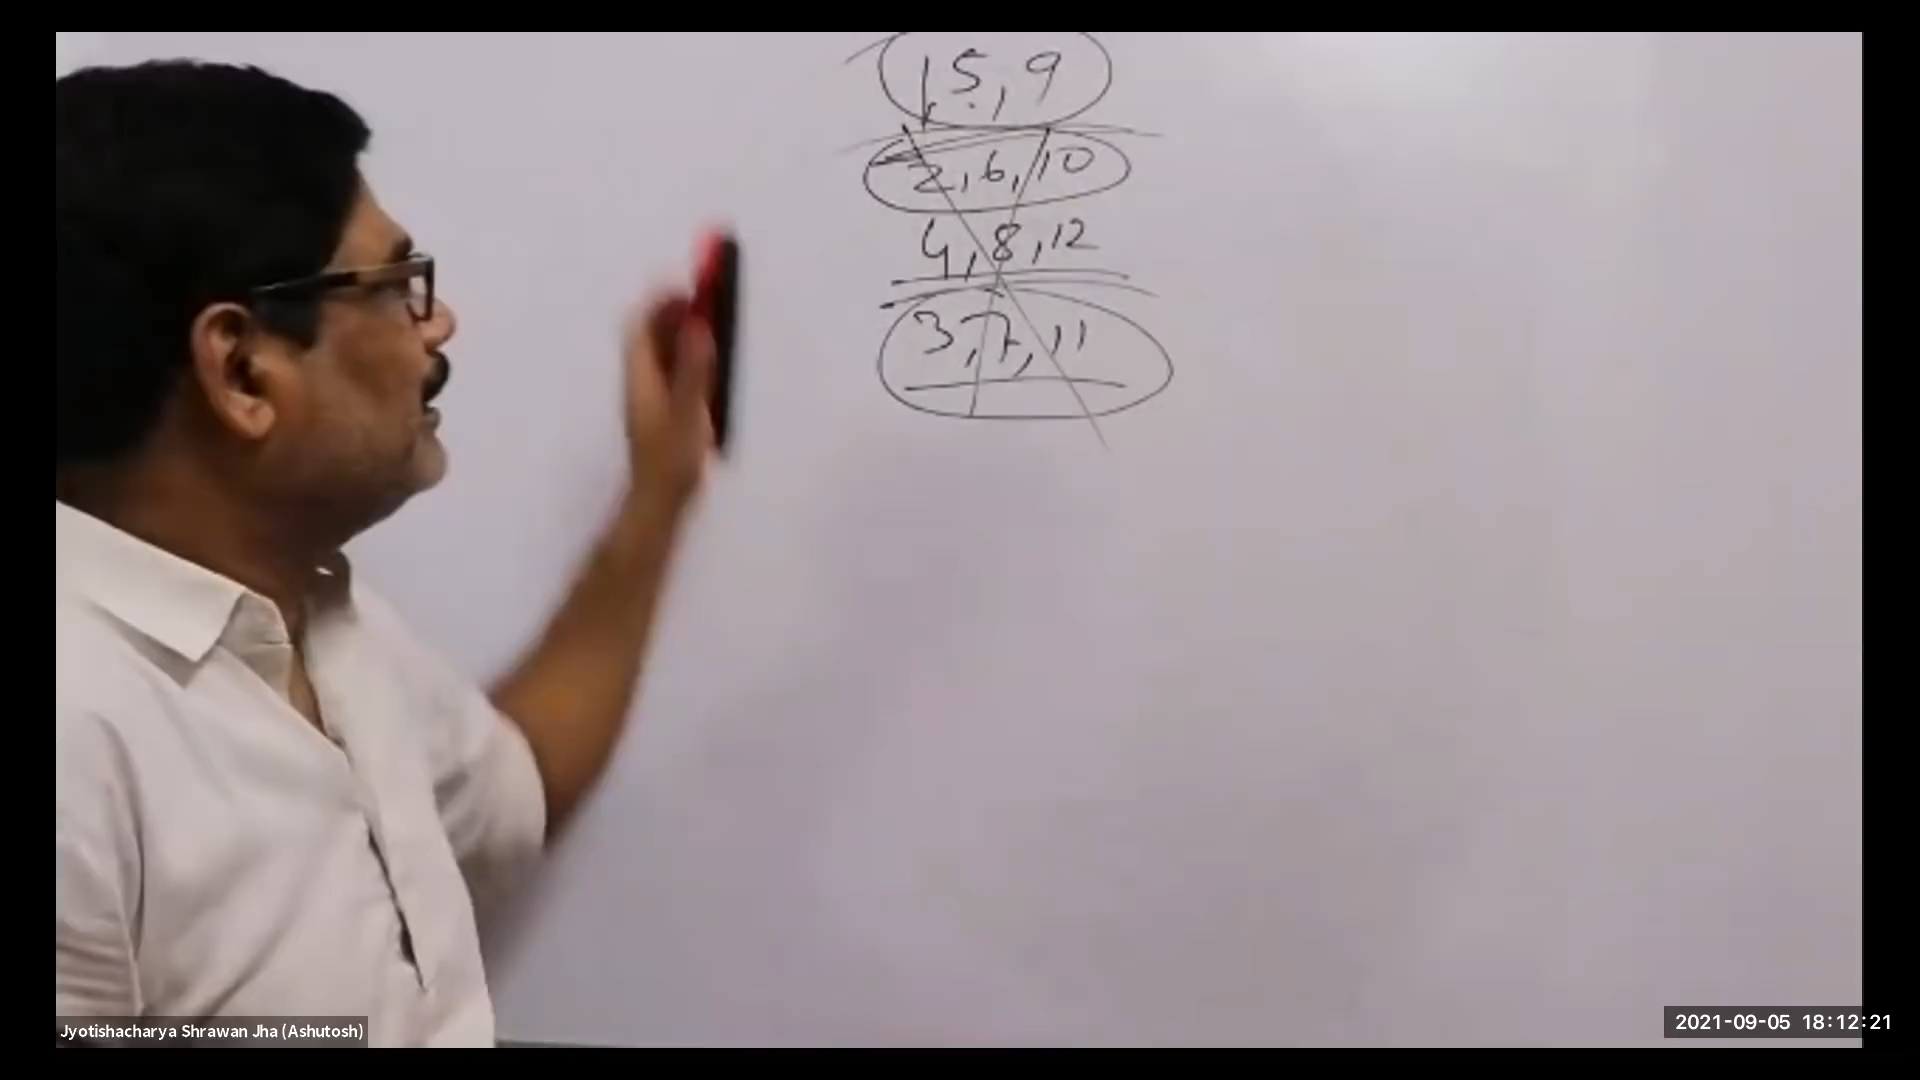 1, 5, 9
2, 6, 10
4, 8, 12
3, 7, 11
Jyotishacharya Shrawan Jha (Ashutosh)
2021-09-05 18:12:21